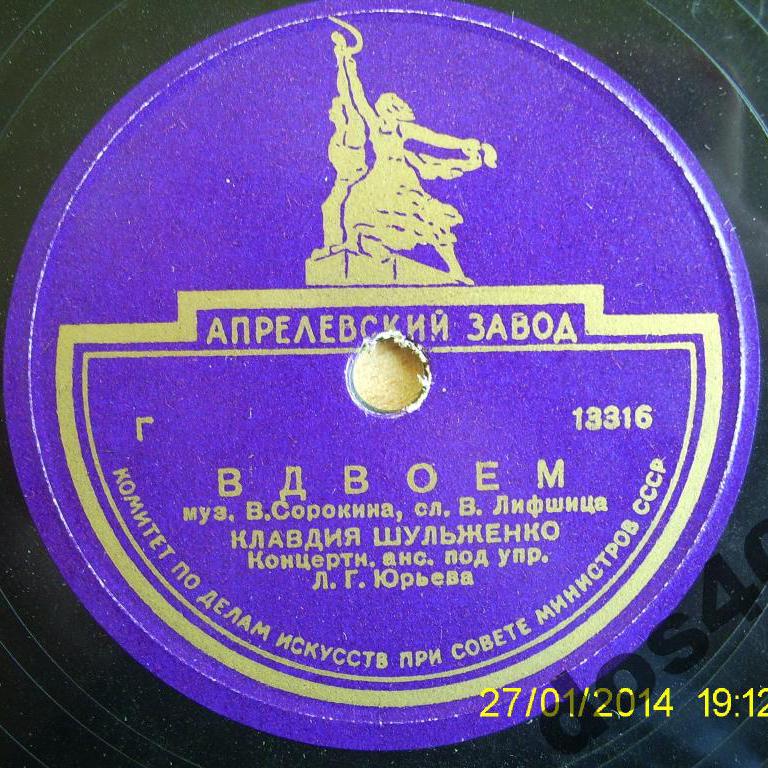 АПРЕЛЕВСКИЙ ЗАВОД
Г 13316
ВДВОЕМ
муз. В.Сорокина, сл. В. Лифшица
КЛАВДИЯ ШУЛЬЖЕНКО
Концертн. анс. под упр.
Л. Г. Юрьева
КОМИТЕТ ПО ДЕЛАМ ИСКУССТВ ПРИ СОВЕТЕ МИНИСТРОВ СССР
27/01/2014 19:12